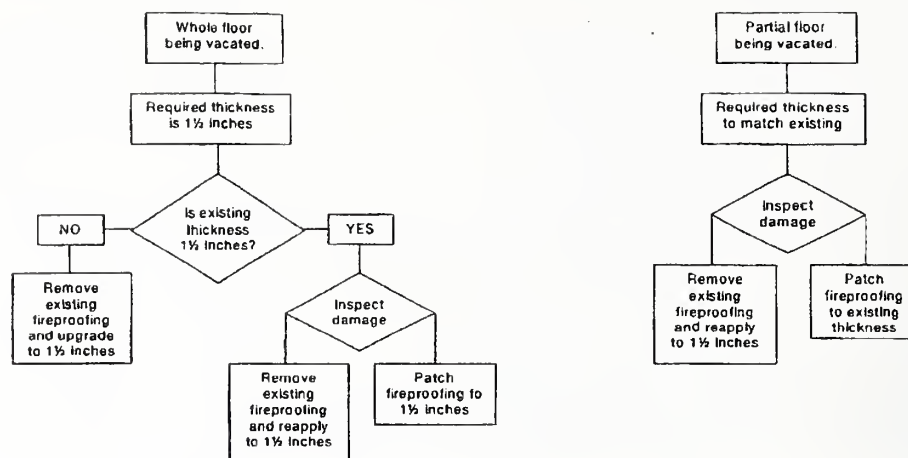 Whole floor
being vacated.
Required thickness
is 1½ inches
Is existing
thickness
1½ inches?
NO
YES
Remove
existing
fireproofing
and upgrade
to 1½ inches
Inspect
damage
Remove
existing
fireproofing
and reapply
to 1½ inches
Patch
fireproofing to
1½ inches
Partial floor
being vacated.
Required thickness
to match existing
Inspect
damage
Remove
existing
fireproofing
and reapply
to 1½ inches
Patch
fireproofing
to existing
thickness